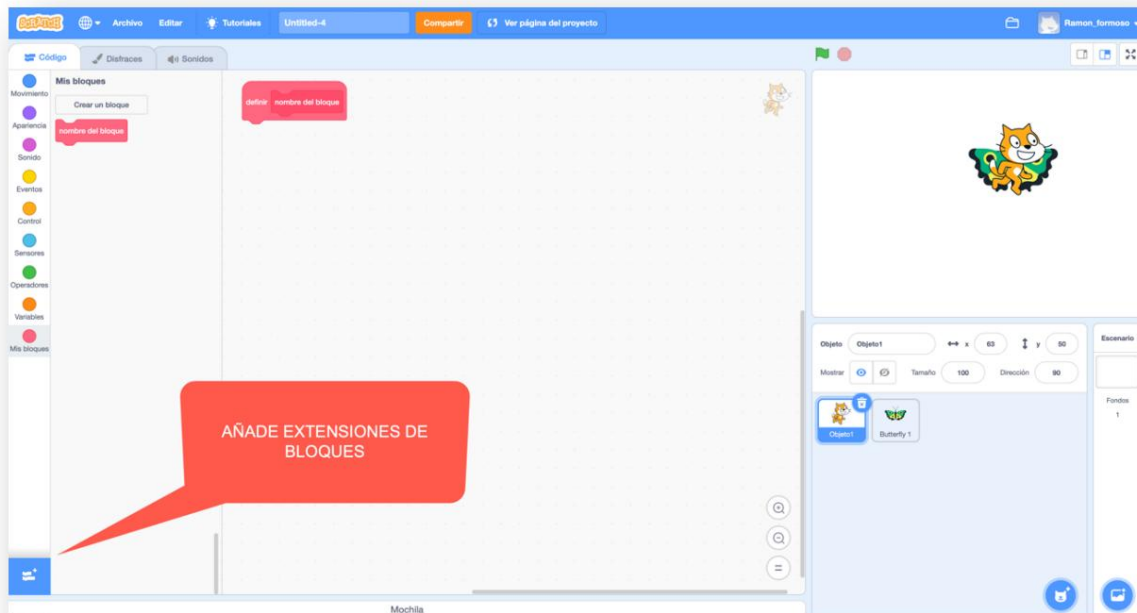 SCRATCH
Archivo
Editar
Tutoriales
Untitled-4
Compartir
Ver página del proyecto
Ramon_formoso
Código
Disfraces
Sonidos
Movimiento
Apariencia
Sonido
Eventos
Control
Sensores
Operadores
Variables
Mis bloques
Mis bloques
Crear un bloque
nombre del bloque
definir nombre del bloque
AÑADE EXTENSIONES DE
BLOQUES
Mochila
Objeto Objeto1 x 63 y 50
Mostrar Tamaño 100 Dirección 90
Objeto1
Butterfly 1
Escenario
Fondos
1